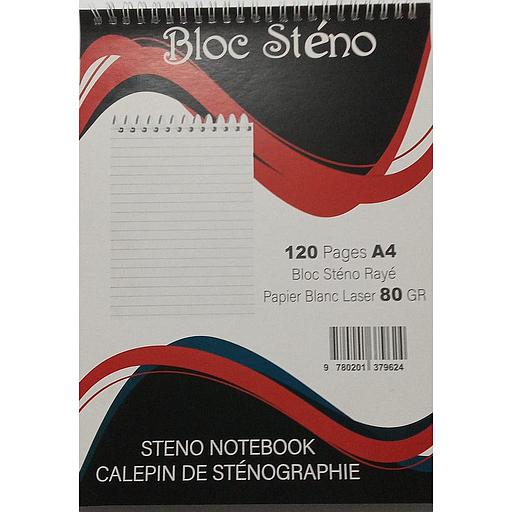 Bloc Sténo
120 Pages A4
Bloc Sténo Rayé
Papier Blanc Laser 80 GR
9 780201 379624
STENO NOTEBOOK
CALEPIN DE STÉNOGRAPHIE